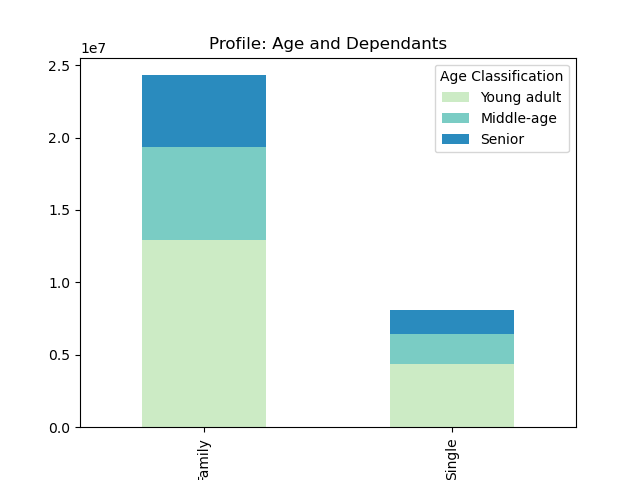 Profile: Age and Dependants
1e7
2.5
2.0
1.5
1.0
0.5
0.0
Age Classification
Young adult
Middle-age
Senior
Family
Single